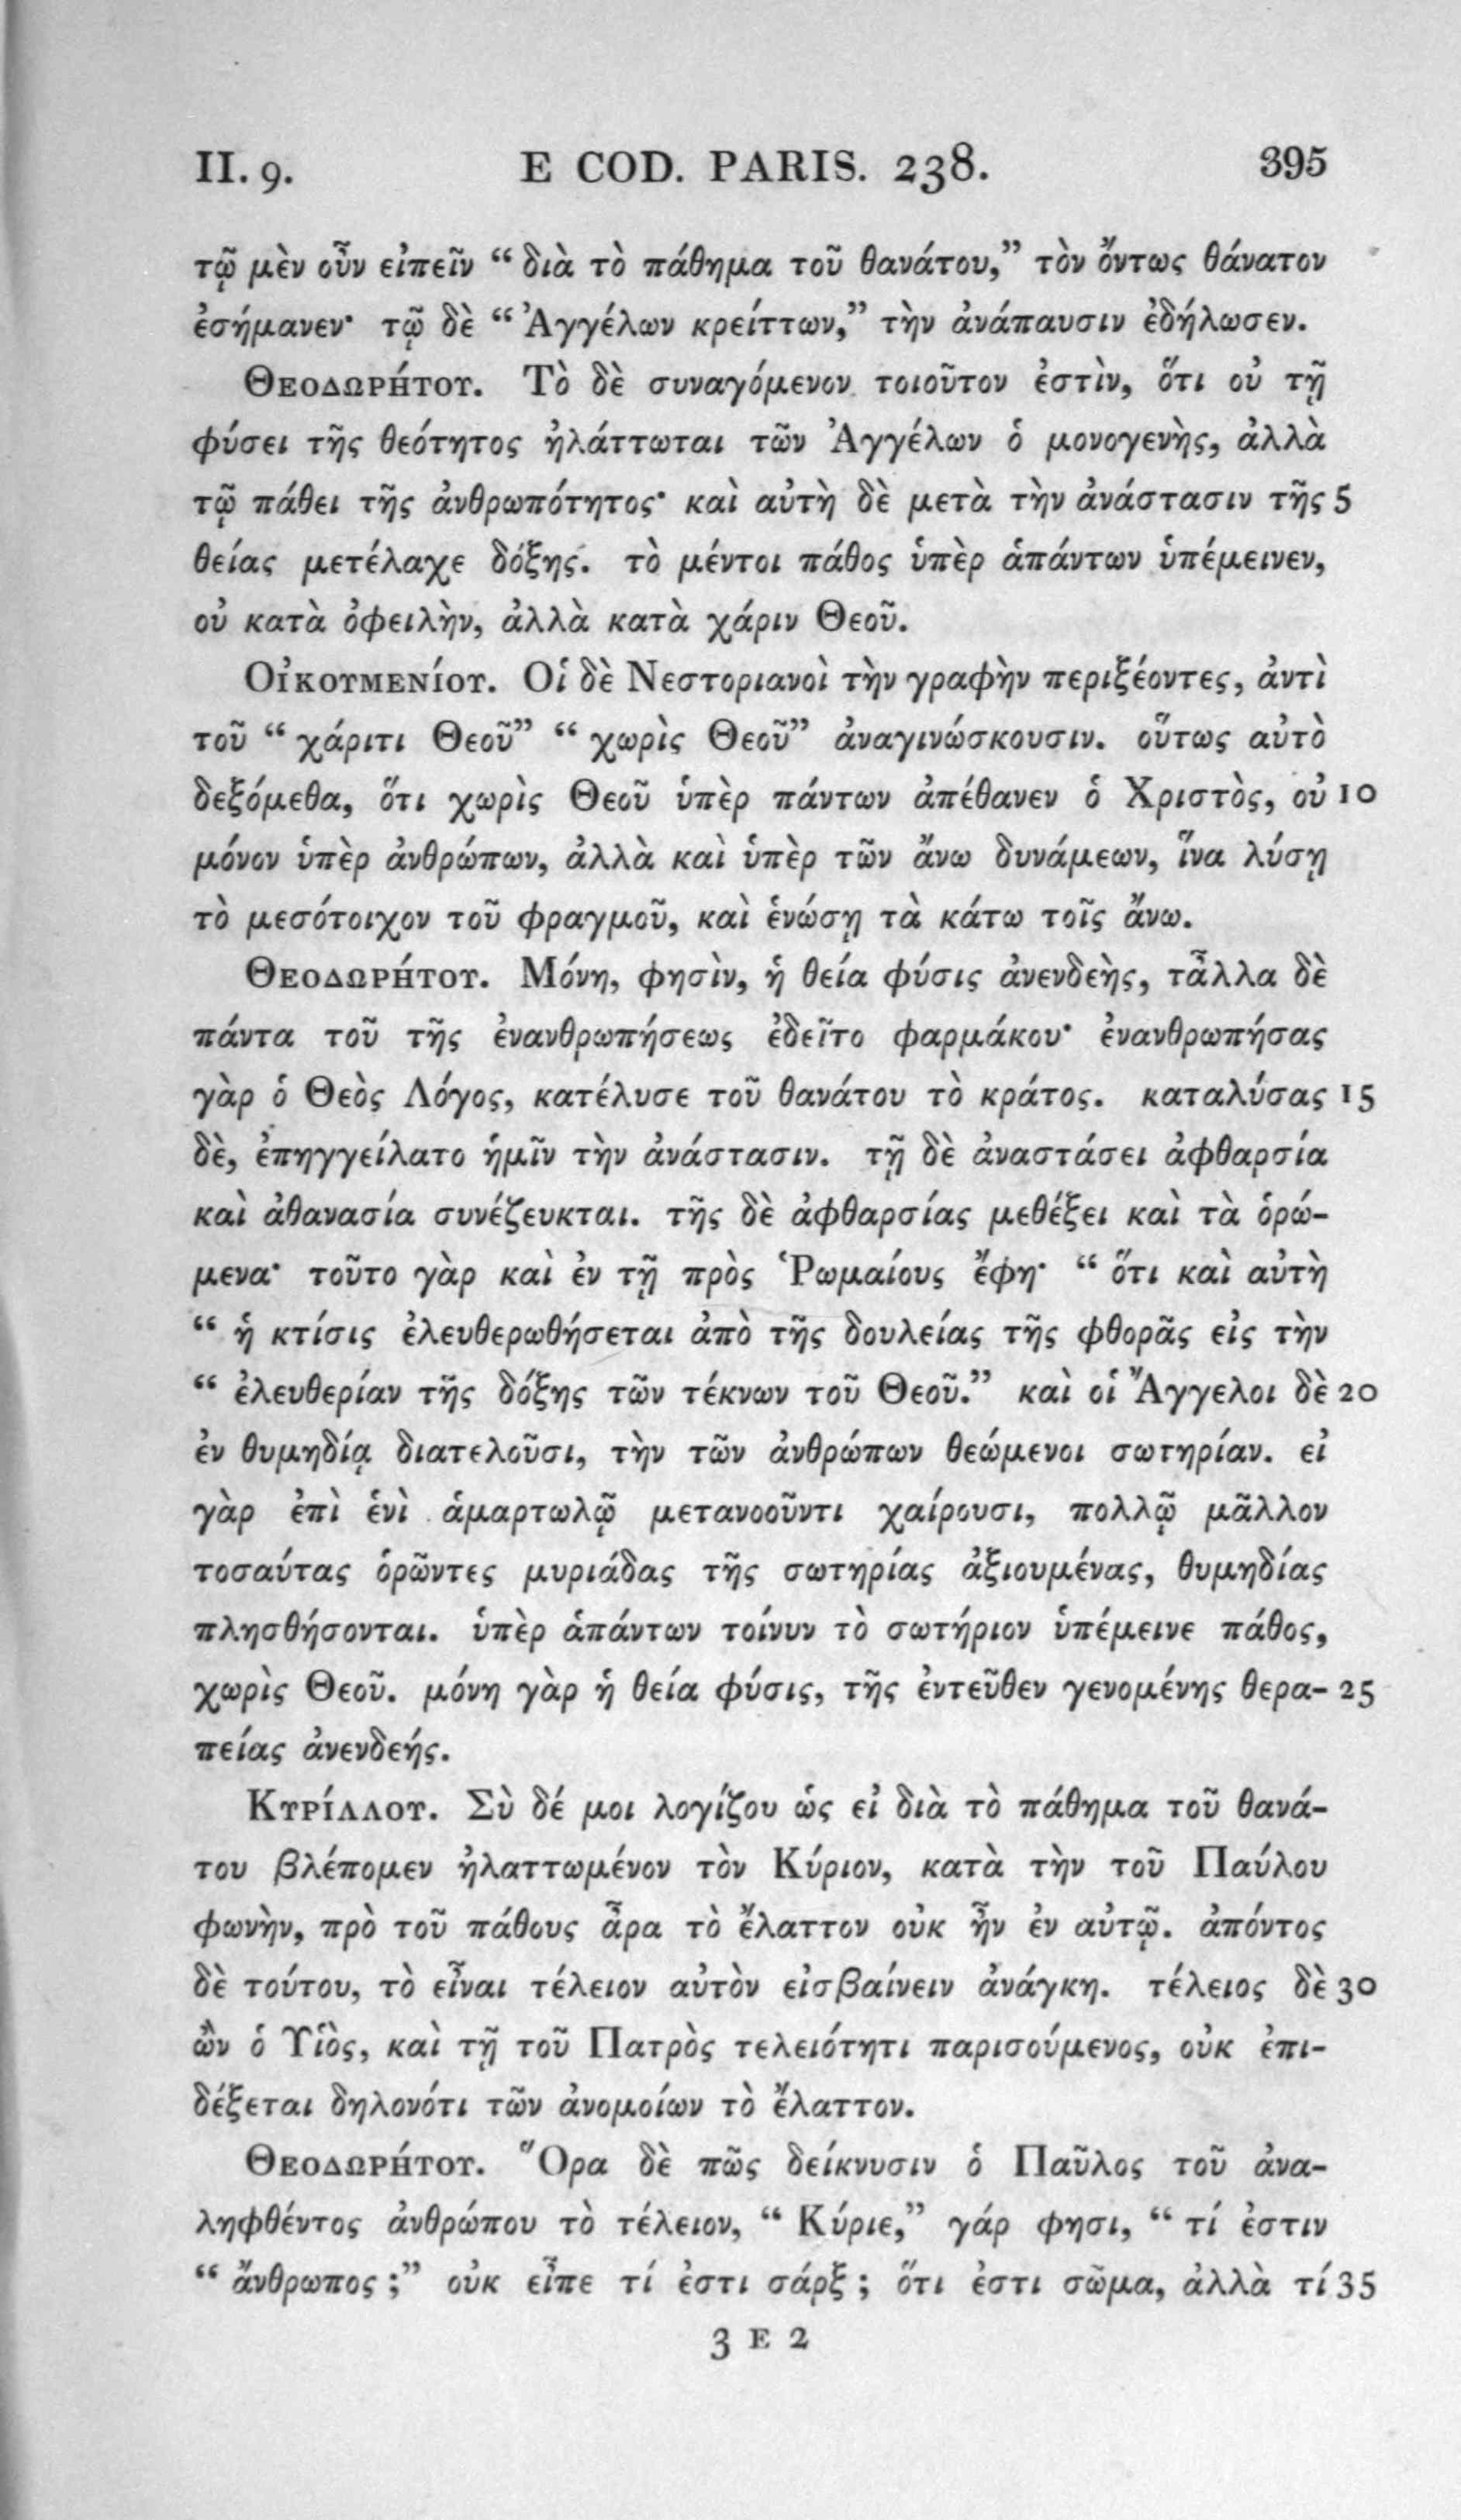 II. 9. E COD. PARIS. 238. 395
τῷ μὲν οὖν εἰπεῖν “ διὰ τὸ πάθημα τοῦ θανάτου,” τὸν ὄντως θάνατον
ἐσήμανεν· τῷ δὲ “ Ἀγγέλων κρείττων,” τὴν ἀνάπαυσιν ἐδήλωσεν.
ΘΕΟΔΩΡΉΤΟΥ. Τὸ δὲ συναγόμενον τοιοῦτον ἐστὶν, ὅτι οὐ τῇ
φύσει τῆς θεότητος ἠλάττωται τῶν Ἀγγέλων ὁ μονογενὴς, ἀλλὰ
τῷ πάθει τῆς ἀνθρωπότητος· καὶ αὐτὴ δὲ μετὰ τὴν ἀνάστασιν τῆς 5
θείας μετέλαχε δόξης. τὸ μέντοι πάθος ὑπὲρ ἁπάντων ὑπέμεινεν,
οὐ κατὰ ὀφειλὴν, ἀλλὰ κατὰ χάριν Θεοῦ.
ΟἸΚΟΥΜΕΝΊΟΥ. Οἱ δὲ Νεστοριανοὶ τὴν γραφὴν περιξέοντες, ἀντὶ
τοῦ “ χάριτι Θεοῦ” “ χωρὶς Θεοῦ” ἀναγινώσκουσιν. οὕτως αὐτὸ
δεξόμεθα, ὅτι χωρὶς Θεοῦ ὑπὲρ πάντων ἀπέθανεν ὁ Χριστὸς, οὐ 10
μόνον ὑπὲρ ἀνθρώπων, ἀλλὰ καὶ ὑπὲρ τῶν ἄνω δυνάμεων, ἵνα λύσῃ
τὸ μεσότοιχον τοῦ φραγμοῦ, καὶ ἑνώσῃ τὰ κάτω τοῖς ἄνω.
ΘΕΟΔΩΡΉΤΟΥ. Μόνη, φησὶν, ἡ θεία φύσις ἀνενδεὴς, τἆλλα δὲ
πάντα τοῦ τῆς ἐνανθρωπήσεως ἐδεῖτο φαρμάκου· ἐνανθρωπήσας
γὰρ ὁ Θεὸς Λόγος, κατέλυσε τοῦ θανάτου τὸ κράτος. καταλύσας 15
δὲ, ἐπηγγείλατο ἡμῖν τὴν ἀνάστασιν. τῇ δὲ ἀναστάσει ἀφθαρσία
καὶ ἀθανασία συνέζευκται. τῆς δὲ ἀφθαρσίας μεθέξει καὶ τὰ ὁρώ-
μενα· τοῦτο γὰρ καὶ ἐν τῇ πρὸς Ῥωμαίους ἔφη· “ ὅτι καὶ αὐτὴ
“ ἡ κτίσις ἐλευθερωθήσεται ἀπὸ τῆς δουλείας τῆς φθορᾶς εἰς τὴν
“ ἐλευθερίαν τῆς δόξης τῶν τέκνων τοῦ Θεοῦ.” καὶ οἱ Ἄγγελοι δὲ 20
ἐν θυμηδίᾳ διατελοῦσι, τὴν τῶν ἀνθρώπων θεώμενοι σωτηρίαν. εἰ
γὰρ ἐπὶ ἑνὶ ἁμαρτωλῷ μετανοοῦντι χαίρουσι, πολλῷ μᾶλλον
τοσαύτας ὁρῶντες μυριάδας τῆς σωτηρίας ἀξιουμένας, θυμηδίας
πλησθήσονται. ὑπὲρ ἁπάντων τοίνυν τὸ σωτήριον ὑπέμεινε πάθος,
χωρὶς Θεοῦ. μόνη γὰρ ἡ θεία φύσις, τῆς ἐντεῦθεν γενομένης θερα- 25
πείας ἀνενδεής.
ΚΥΡΊΛΛΟΥ. Σὺ δέ μοι λογίζου ὡς εἰ διὰ τὸ πάθημα τοῦ θανά-
του βλέπομεν ἠλαττωμένον τὸν Κύριον, κατὰ τὴν τοῦ Παύλου
φωνὴν, πρὸ τοῦ πάθους ἆρα τὸ ἔλαττον οὐκ ἦν ἐν αὐτῷ. ἀπόντος
δὲ τούτου, τὸ εἶναι τέλειον αὐτὸν εἰσβαίνειν ἀνάγκη. τέλειος δὲ 30
ὢν ὁ Υἱὸς, καὶ τῇ τοῦ Πατρὸς τελειότητι παρισούμενος, οὐκ ἐπι-
δέξεται δηλονότι τῶν ἀνομοίων τὸ ἔλαττον.
ΘΕΟΔΩΡΉΤΟΥ. Ὅρα δὲ πῶς δείκνυσιν ὁ Παῦλος τοῦ ἀνα-
ληφθέντος ἀνθρώπου τὸ τέλειον, “ Κύριε,” γάρ φησι, “ τί ἐστιν
“ ἄνθρωπος ;” οὐκ εἶπε τί ἐστι σάρξ ; ὅτι ἐστι σῶμα, ἀλλὰ τί 35
3 E 2